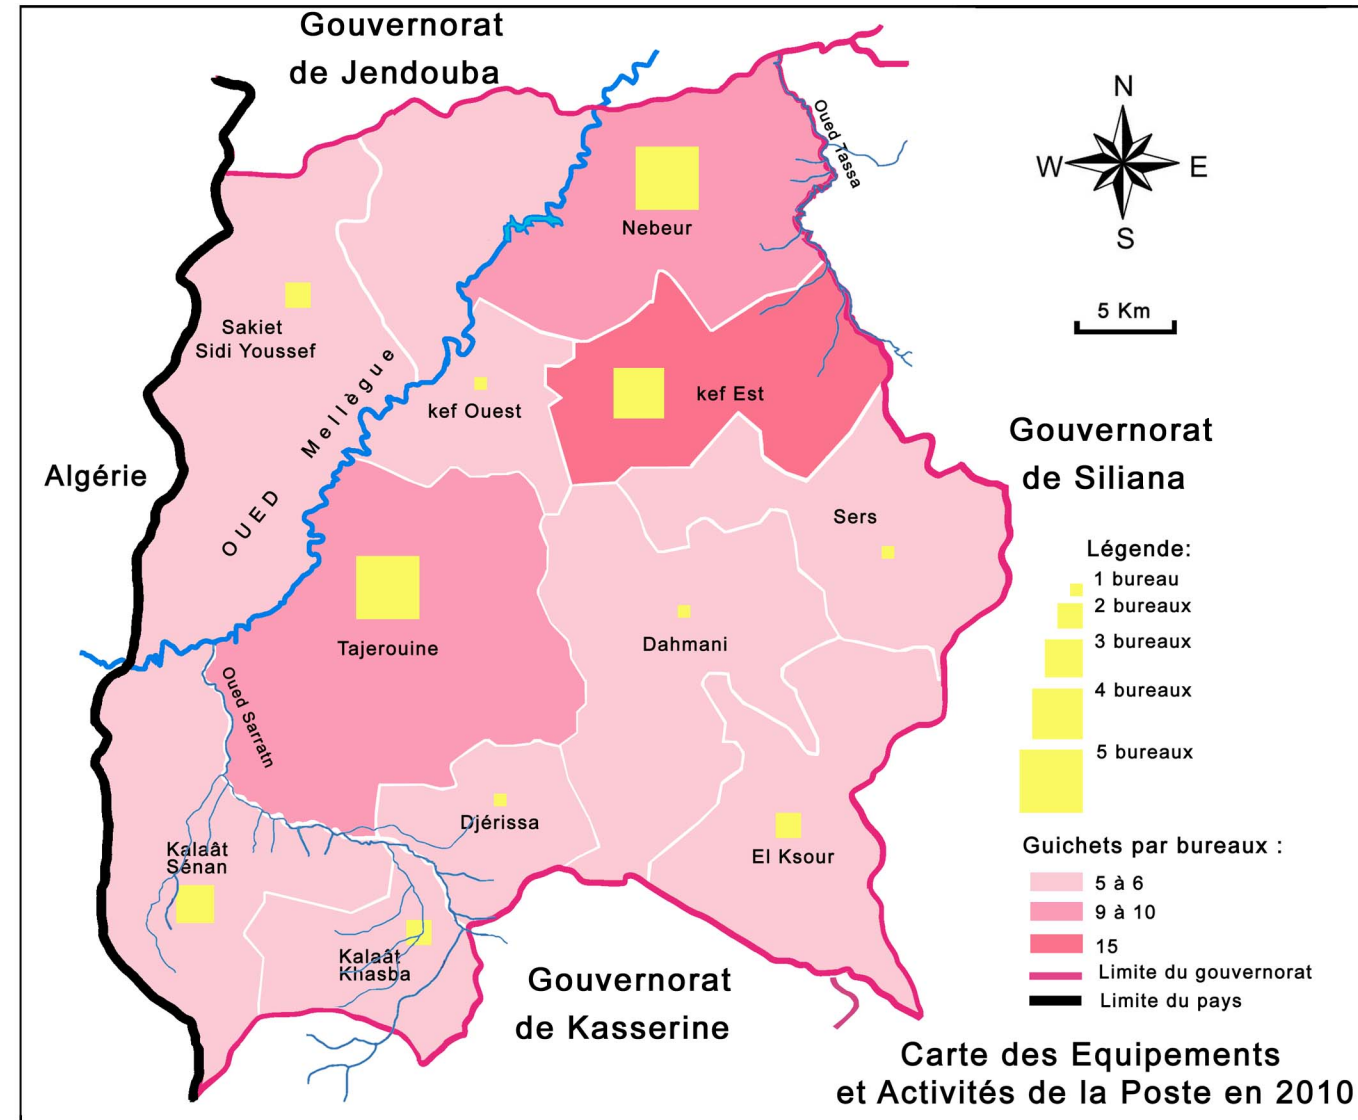 Gouvernorat
de Jendouba
Oued Tassa
N
W
E
S
5 Km
Nebeur
Sakiet
Sidi Youssef
OUED Mellègue
kef Ouest
kef Est
Algérie
Gouvernorat
de Siliana
Sers
Tajerouine
Dahmani
Oued Sarratn
Djérissa
El Ksour
Kalaât
Sénan
Kalaât
Khasba
Gouvernorat
de Kasserine
Légende:
1 bureau
2 bureaux
3 bureaux
4 bureaux
5 bureaux
Guichets par bureaux :
5 à 6
9 à 10
15
Limite du gouvernorat
Limite du pays
Carte des Equipements
et Activités de la Poste en 2010